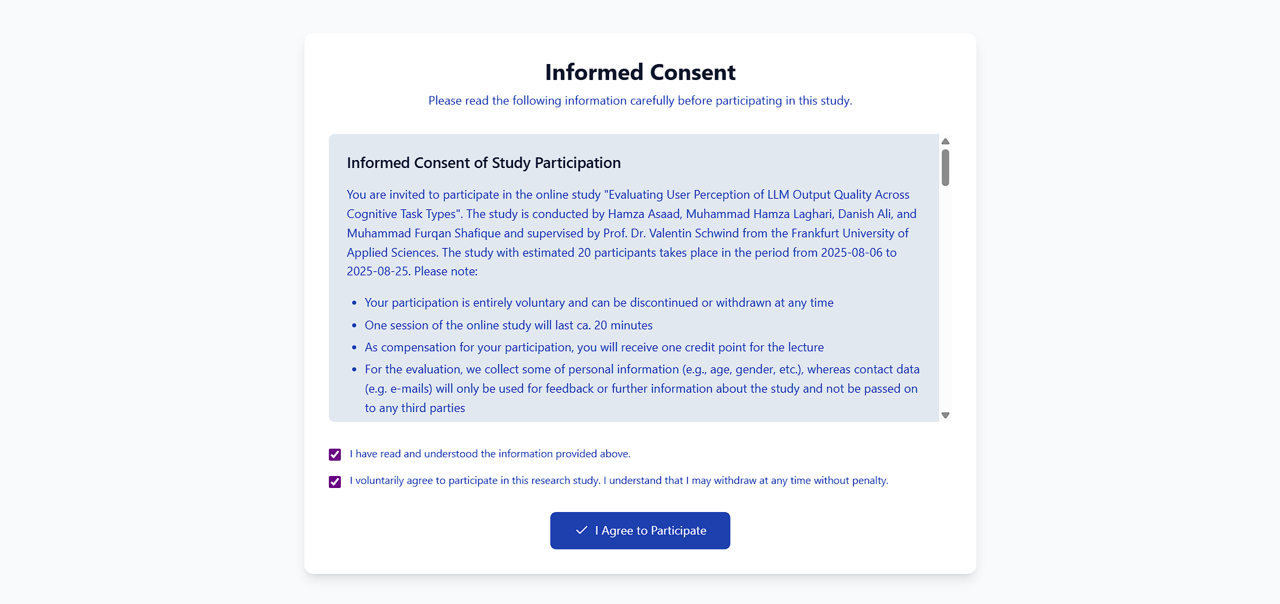 Informed Consent
Please read the following information carefully before participating in this study.
Informed Consent of Study Participation
You are invited to participate in the online study "Evaluating User Perception of LLM Output Quality Across
Cognitive Task Types". The study is conducted by Hamza Asaad, Muhammad Hamza Laghari, Danish Ali, and
Muhammad Furqan Shafique and supervised by Prof. Dr. Valentin Schwind from the Frankfurt University of
Applied Sciences. The study with estimated 20 participants takes place in the period from 2025-08-06 to
2025-08-25. Please note:
• Your participation is entirely voluntary and can be discontinued or withdrawn at any time
• One session of the online study will last ca. 20 minutes
• As compensation for your participation, you will receive one credit point for the lecture
• For the evaluation, we collect some of personal information (e.g., age, gender, etc.), whereas contact data
(e.g. e-mails) will only be used for feedback or further information about the study and not be passed on
to any third parties
I have read and understood the information provided above.
I voluntarily agree to participate in this research study. I understand that I may withdraw at any time without penalty.
I Agree to Participate